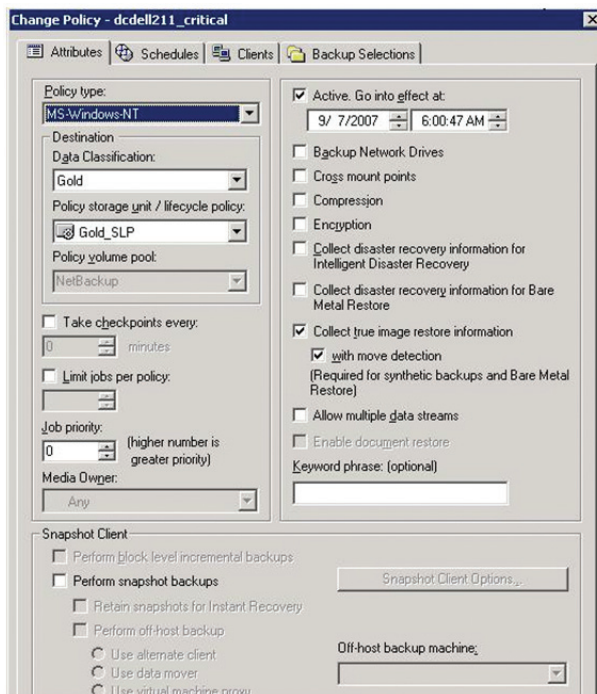 Change Policy - dcdell211_critical
Attributes
Schedules
Clients
Backup Selections
Policy type:
MS-Windows-NT
Destination
Data Classification:
Gold
Policy storage unit / lifecycle policy:
Gold_SLP
Policy volume pool:
NetBackup
Take checkpoints every:
0 minutes
Limit jobs per policy:
Job priority:
0 (higher number is
greater priority)
Media Owner:
Any
Active. Go into effect at:
9/ 7/2007 6:00:47 AM
Backup Network Drives
Cross mount points
Compression
Encryption
Collect disaster recovery information for
Intelligent Disaster Recovery
Collect disaster recovery information for Bare
Metal Restore
Collect true image restore information
with move detection
(Required for synthetic backups and Bare Metal
Restore)
Allow multiple data streams
Enable document restore
Keyword phrase: (optional)
Snapshot Client
Perform block level incremental backups
Perform snapshot backups
Snapshot Client Options...
Retain snapshots for Instant Recovery
Perform off-host backup
Use alternate client
Off-host backup machine:
Use data mover
Use virtual machine proxy